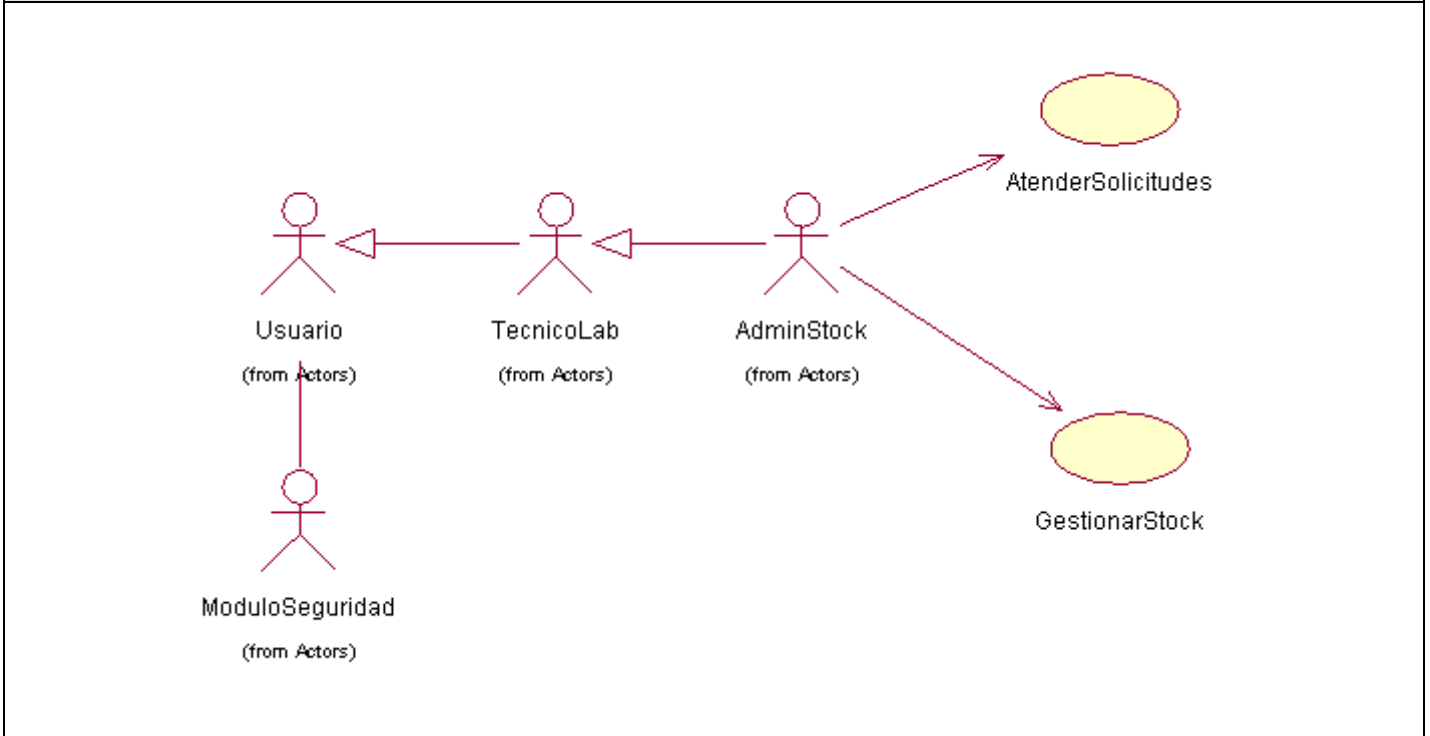 AtenderSolicitudes
Usuario
(from Actors)
TecnicoLab
(from Actors)
AdminStock
(from Actors)
GestionarStock
ModuloSeguridad
(from Actors)